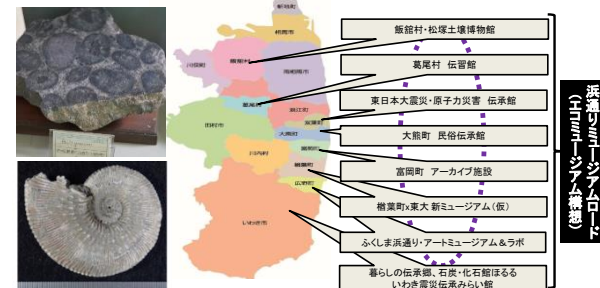 新地町
相馬市
飯舘村
川俣町
南相馬市
葛尾村
浪江町
双葉町
田村市
大熊町
富岡町
川内村
楢葉町
広野町
いわき市
飯舘村・松塚土壌博物館
葛尾村 伝習館
東日本大震災・原子力災害 伝承館
大熊町 民俗伝承館
富岡町 アーカイブ施設
楢葉町×東大 新ミュージアム(仮)
ふくしま浜通り・アートミュージアム&ラボ
暮らしの伝承郷、石炭・化石館ほるる
いわき震災伝承みらい館
浜通りミュージアムロード
(エコミュージアム構想)